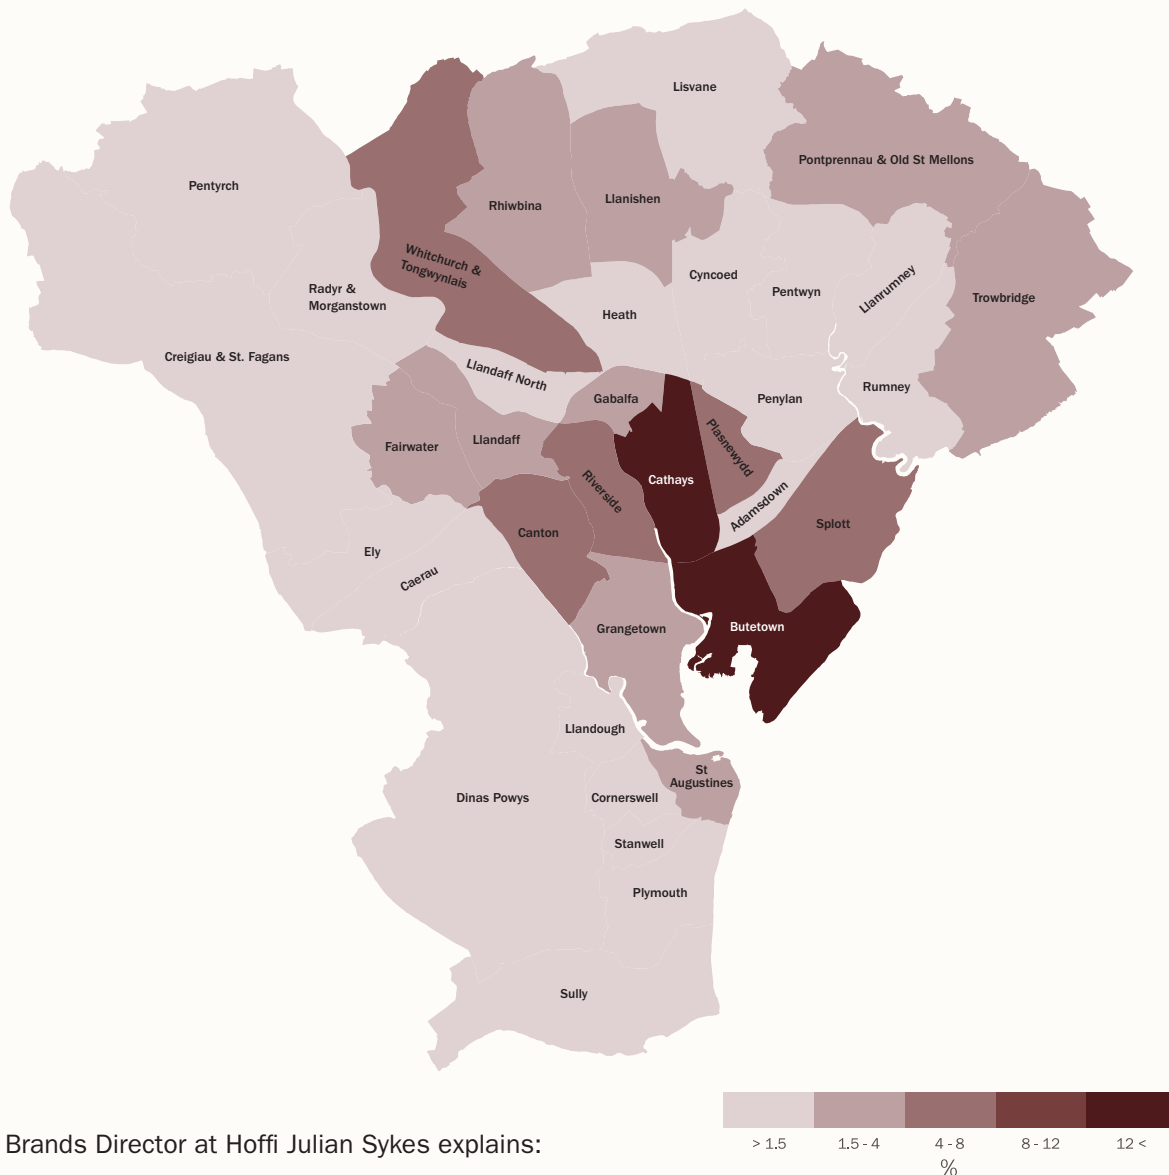 Lisvane
Pontprennau & Old St Mellons
Pentyrch
Rhiwbina
Llanishen
Whitchurch &
Tongwynlais
Cyncoed
Pentwyn
Llanrumney
Trowbridge
Radyr &
Morganstown
Heath
Creigiau & St. Fagans
Llandaff North
Gabalfa
Penylan
Rumney
Fairwater
Llandaff
Plasnewydd
Riverside
Cathays
Adamsdown
Splott
Canton
Ely
Caerau
Grangetown
Butetown
Llandough
St
Augustines
Dinas Powys
Cornerswell
Stanwell
Plymouth
Sully
> 1.5
1.5 - 4
4 - 8
8 - 12
12 <
%
Brands Director at Hoffi Julian Sykes explains: